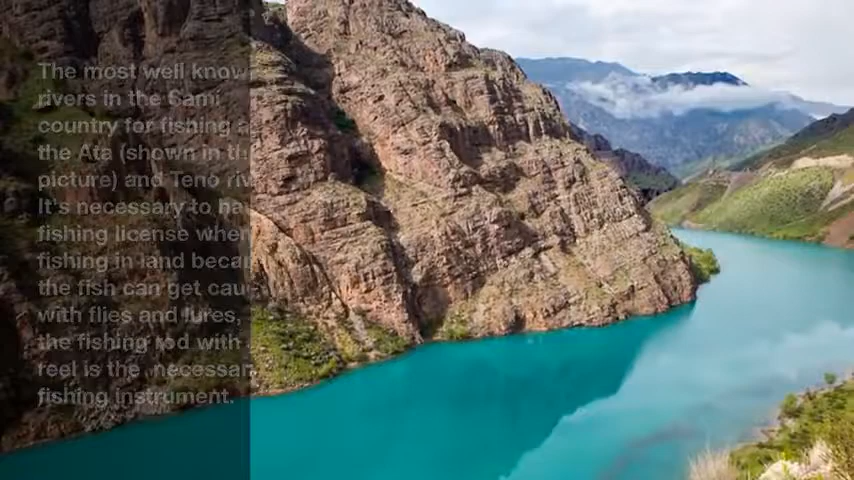 The most well know
rivers in the Sami
country for fishing a
the Ata (shown in th
picture) and Teno riv
It's necessary to ha
fishing license when
fishing in land becau
the fish can get cau
with flies and lures,
the fishing rod with
reel is the necessar
fishing instrument.